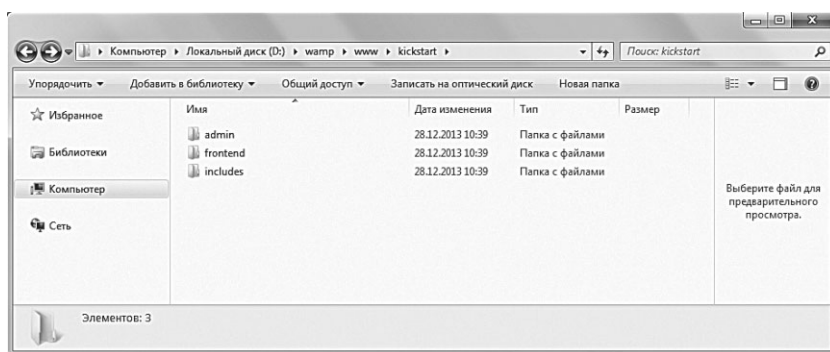 Компьютер ▸ Локальный диск (D:) ▸ wamp ▸ www ▸ kickstart ▸
Поиск: kickstart
Упорядочить ▾ Добавить в библиотеку ▾ Общий доступ ▾ Записать на оптический диск Новая папка
Избранное
Библиотеки
Компьютер
Сеть
Имя Дата изменения Тип Размер
admin 28.12.2013 10:39 Папка с файлами
frontend 28.12.2013 10:39 Папка с файлами
includes 28.12.2013 10:39 Папка с файлами
Выберите файл для
предварительного
просмотра.
Элементов: 3